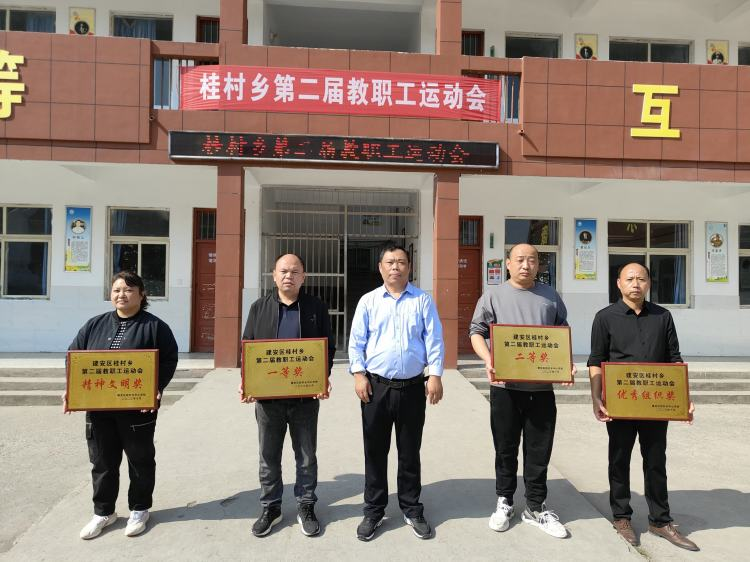 等
桂村乡第二届教职工运动会
互
桂村乡第二届教职工运动会
建安区桂村乡
第二届教职工运动会
精神文明奖
建安区桂村乡
第二届教职工运动会
一等奖
建安区桂村乡
第二届教职工运动会
二等奖
建安区桂村乡
第二届教职工运动会
优秀组织奖